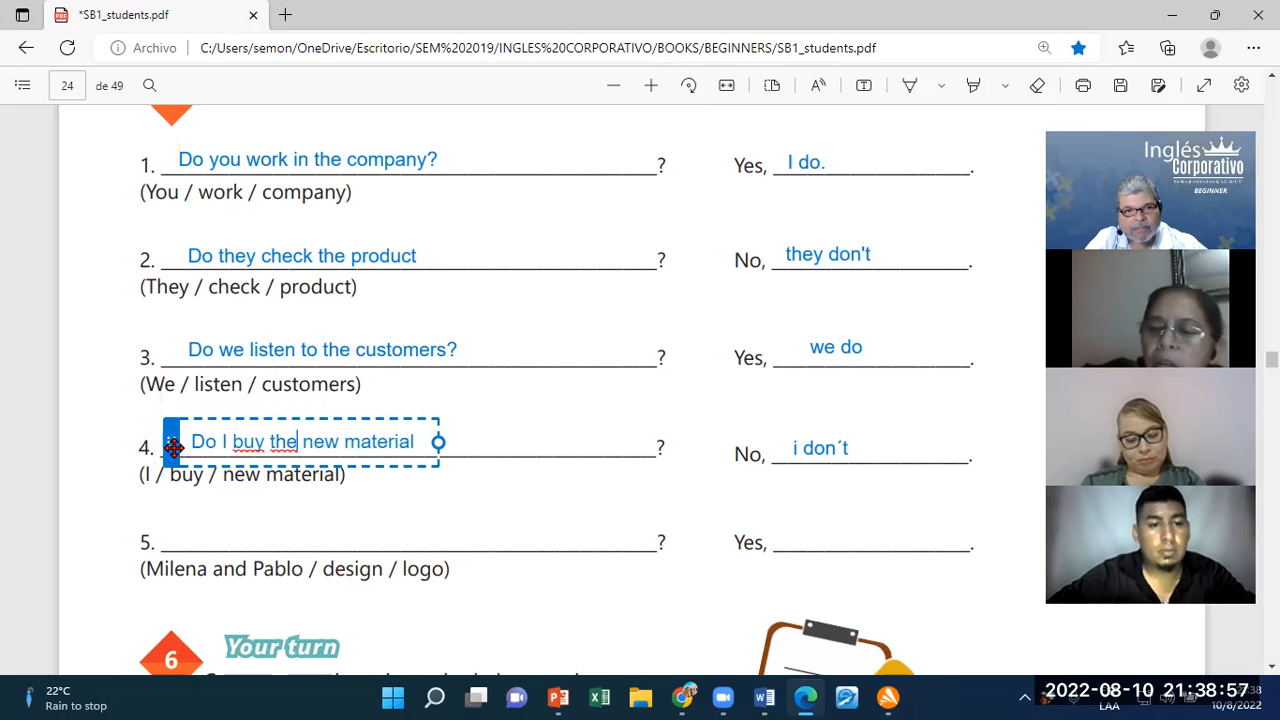 *SB1_students.pdf
Archivo
C:/Users/semon/OneDrive/Escritorio/SEM%202019/INGLES%20CORPORATIVO/BOOKS/BEGINNERS/SB1_students.pdf
24 de 49
1. Do you work in the company? ? Yes, I do. .
(You / work / company)
2. Do they check the product ? No, they don't .
(They / check / product)
3. Do we listen to the customers? ? Yes, we do .
(We / listen / customers)
4. Do I buy the new material ? No, i don´t .
(I / buy / new material)
5. ? Yes, .
(Milena and Pablo / design / logo)
6 Your turn
Inglés
Corporativo
BEGINNER
22°C
Rain to stop
LAA
2022-08-10 21:38:57
10/8/2022